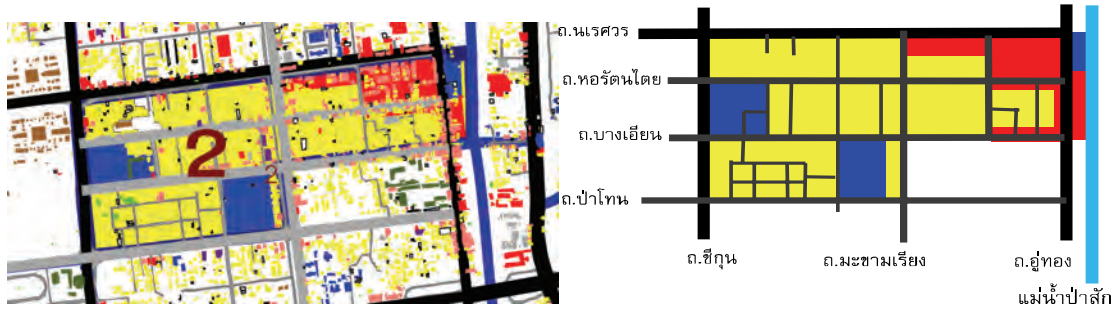 2
2
ถ.นเรศวร
ถ.หอรัตนไตย
ถ.บางเอียน
ถ.ป่าโทน
ถ.ชีกุน
ถ.มะขามเรียง
ถ.อู่ทอง
แม่น้ำป่าสัก